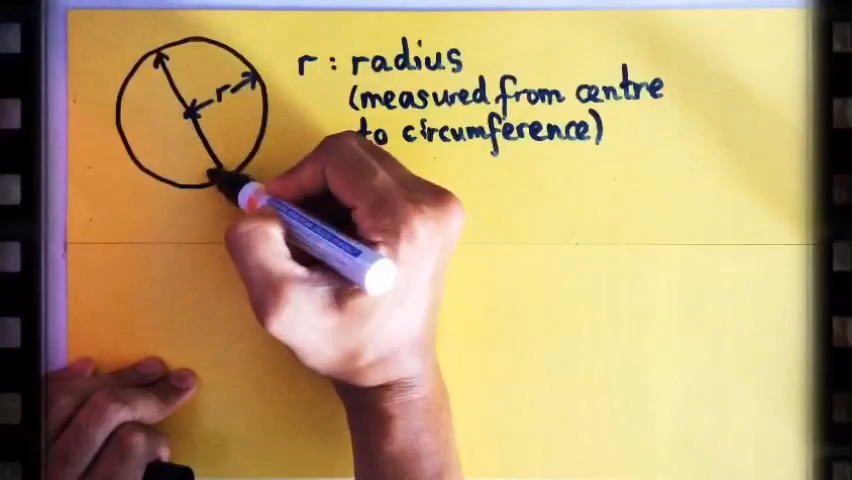 r
r : radius
(measured from centre
to circumference)